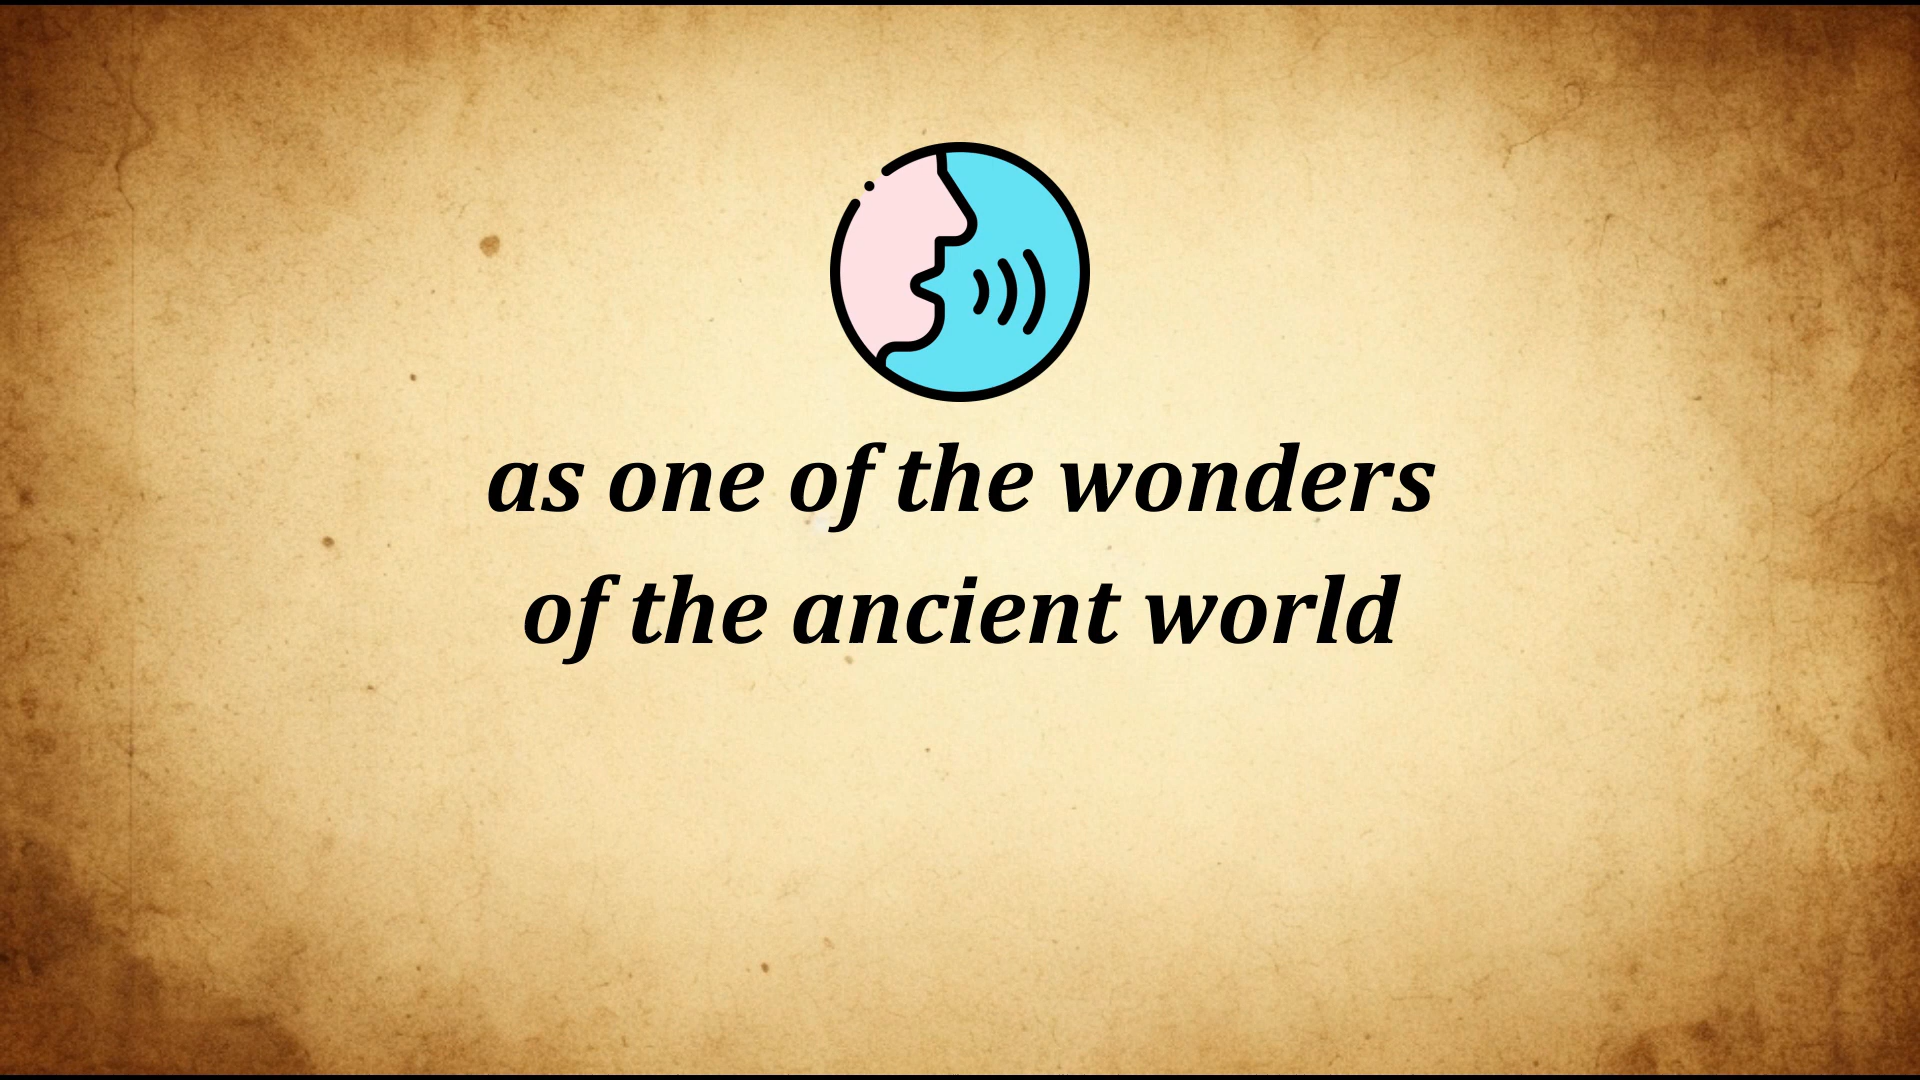 as one of the wonders
of the ancient world